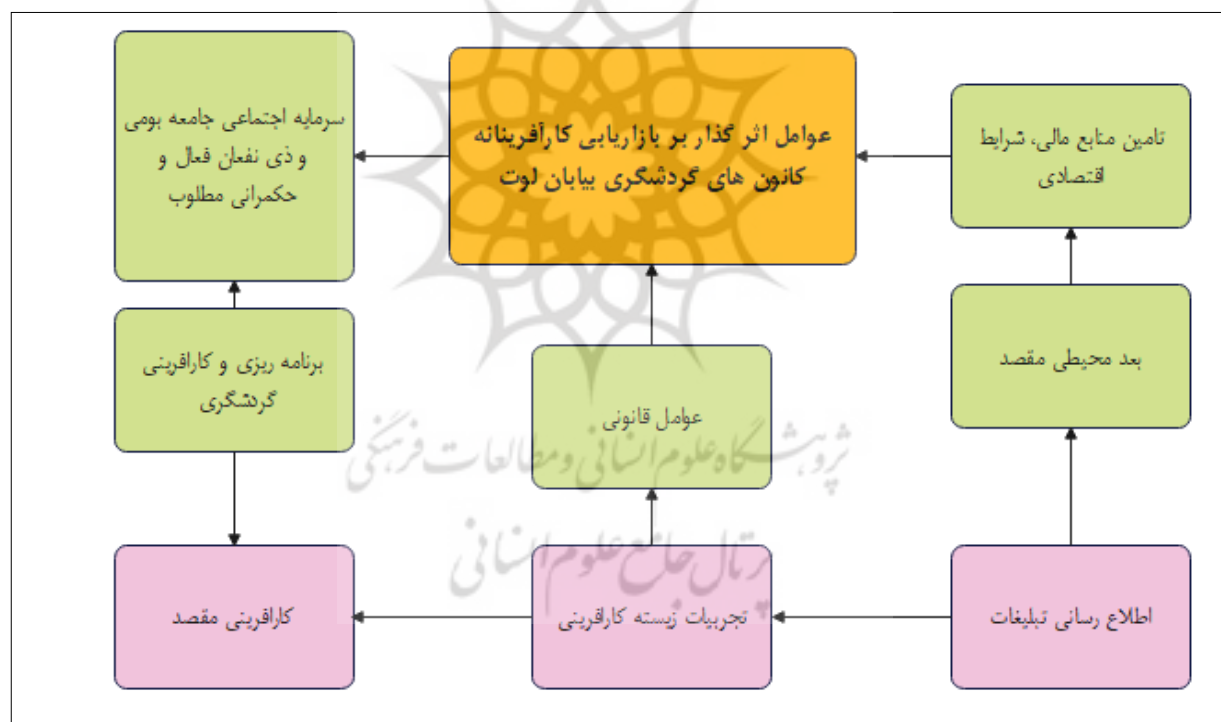 تامین منابع مالی، شرایط
اقتصادی
عوامل اثر گذار بر بازاریابی کارآفرینانه
کانون های گردشگری بیابان لوت
سرمایه اجتماعی جامعه بومی
و ذی نفعان فعال و
حکمرانی مطلوب
بعد محیطی مقصد
عوامل قانونی
برنامه ریزی و کارافرینی
گردشگری
پژوهشگاه علوم انسانی و مطالعات فرهنگی
پرتال جامع علوم انسانی
اطلاع رسانی تبلیغات
تجربیات زیسته کارافرینی
کارافرینی مقصد